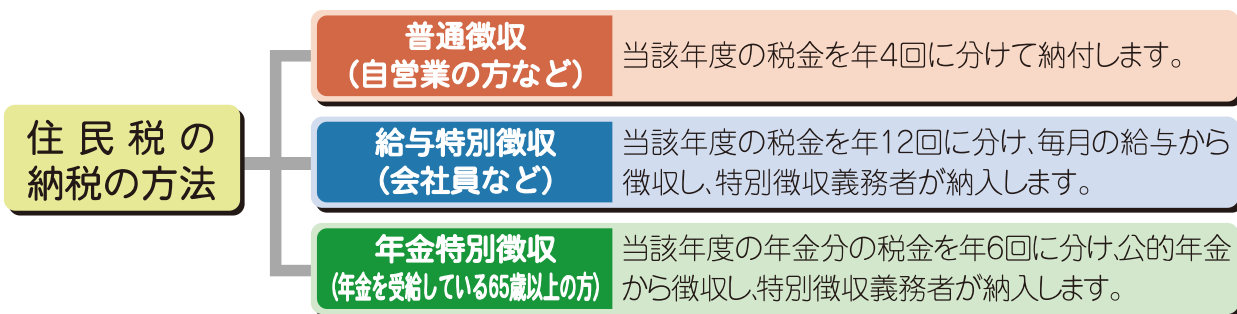 住民税の
納税の方法
普通徴収
(自営業の方など)
当該年度の税金を年4回に分けて納付します。
給与特別徴収
(会社員など)
当該年度の税金を年12回に分け、毎月の給与から
徴収し、特別徴収義務者が納入します。
年金特別徴収
(年金を受給している65歳以上の方)
当該年度の年金分の税金を年6回に分け、公的年金
から徴収し、特別徴収義務者が納入します。